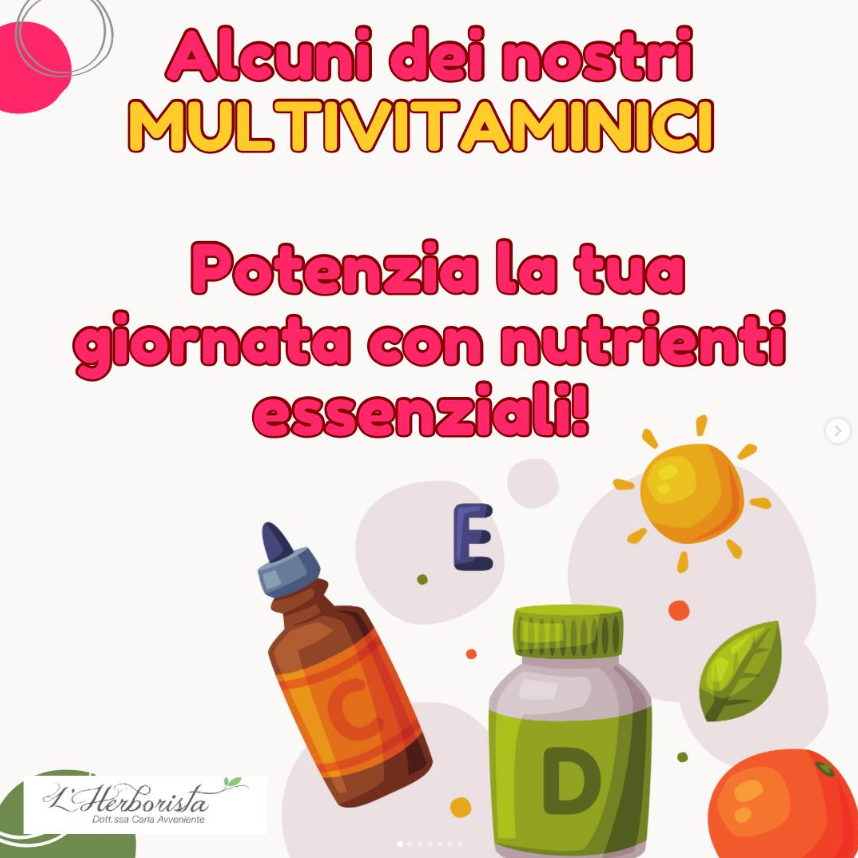 Alcuni dei nostri
MULTIVITAMINICI
Potenzia la tua
giornata con nutrienti
essenziali!
E
C
D
L'Herborista
Dott.ssa Carla Avveniente